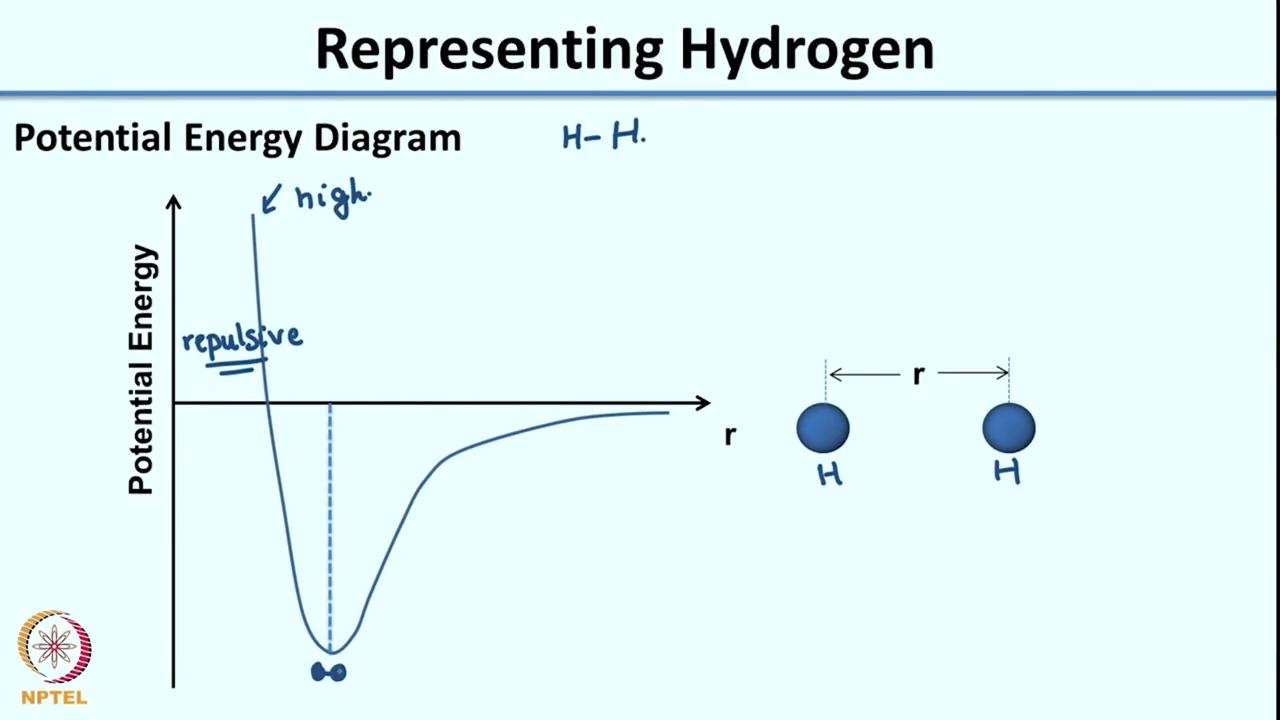 Representing Hydrogen
Potential Energy Diagram
H-H.
high.
Potential Energy
repulsive
r
r
H
H
NPTEL